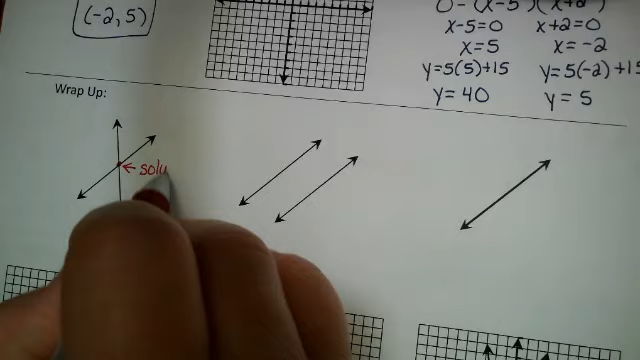 (-2,5)
x-5=0 x+2=0
x=5 x=-2
y=5(5)+15 y=5(-2)+15
y=40 y=5
Wrap Up:
← solu